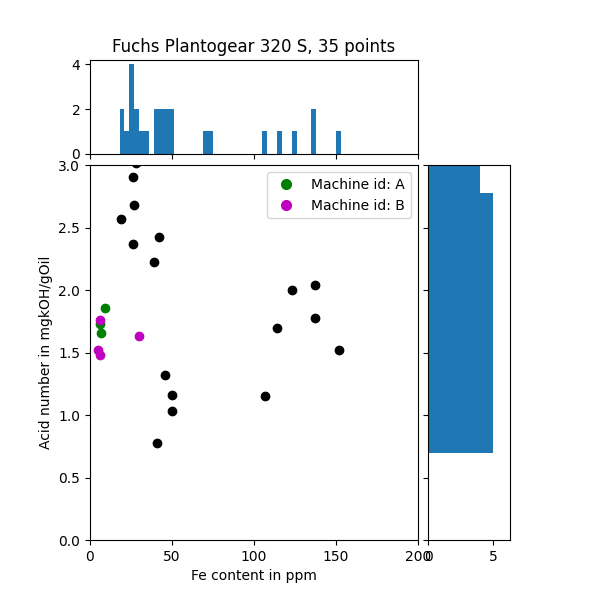 Fuchs Plantogear 320 S, 35 points
4
2
0
3.0
2.5
2.0
1.5
1.0
0.5
0.0
Acid number in mgkOH/gOil
Machine id: A
Machine id: B
0 50 100 150 200
0 5
Fe content in ppm